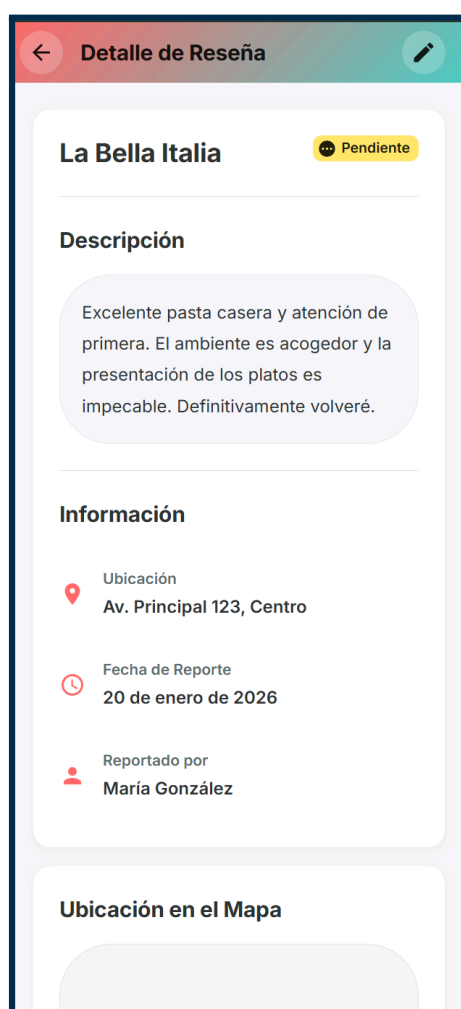 Detalle de Reseña
La Bella Italia
Pendiente
Descripción
Excelente pasta casera y atención de
primera. El ambiente es acogedor y la
presentación de los platos es
impecable. Definitivamente volveré.
Información
Ubicación
Av. Principal 123, Centro
Fecha de Reporte
20 de enero de 2026
Reportado por
María González
Ubicación en el Mapa